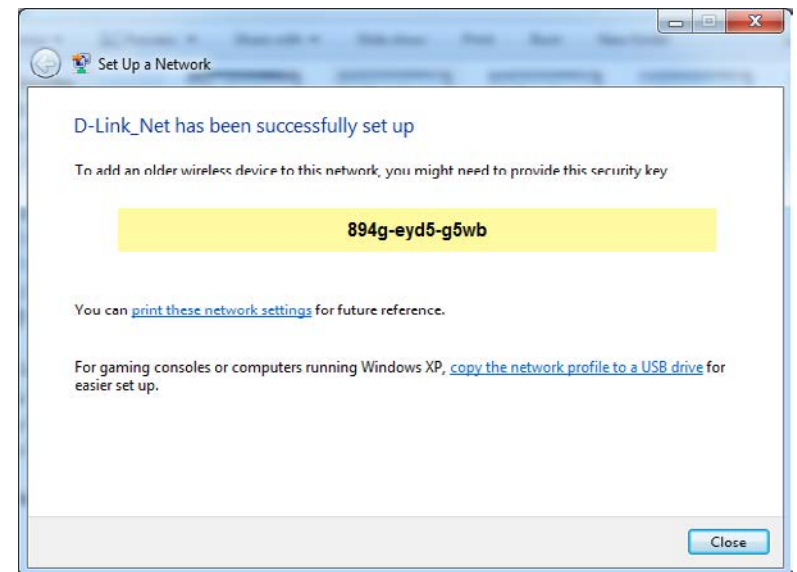 Set Up a Network
D-Link_Net has been successfully set up
To add an older wireless device to this network, you might need to provide this security key
894g-eyd5-g5wb
You can print these network settings for future reference.
For gaming consoles or computers running Windows XP, copy the network profile to a USB drive for
easier set up.
Close